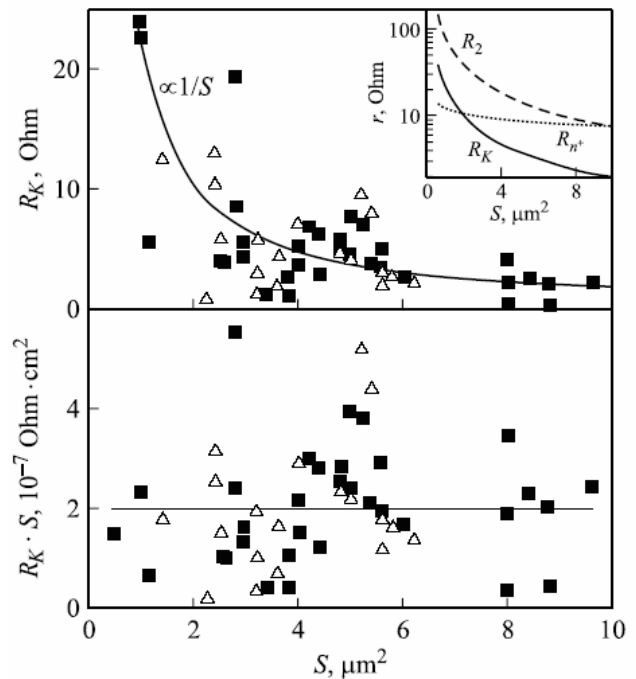 20
10
0
R_K, Ohm
∝1/S
100
10
r, Ohm
R_2
R_n⁺
R_K
0
4
8
S, μm²
4
2
0
R_K · S, 10⁻⁷ Ohm·cm²
0
2
4
6
8
10
S, μm²